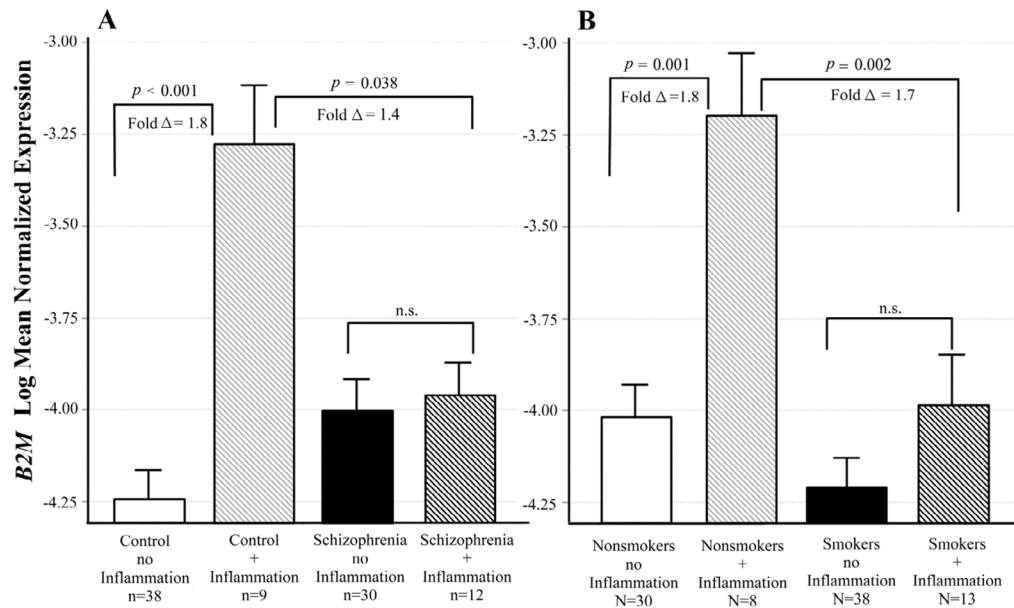 A
B
B2M Log Mean Normalized Expression
-3.00
-3.25
-3.50
-3.75
-4.00
-4.25
p < 0.001
Fold Δ = 1.8
p = 0.038
Fold Δ = 1.4
n.s.
Control
no
Inflammation
n=38
Control
+
Inflammation
n=9
Schizophrenia
no
Inflammation
n=30
Schizophrenia
+
Inflammation
n=12
-3.00
-3.25
-3.50
-3.75
-4.00
-4.25
p = 0.001
Fold Δ =1.8
p = 0.002
Fold Δ = 1.7
n.s.
Nonsmokers
no
Inflammation
N=30
Nonsmokers
+
Inflammation
N=8
Smokers
no
Inflammation
N=38
Smokers
+
Inflammation
N=13